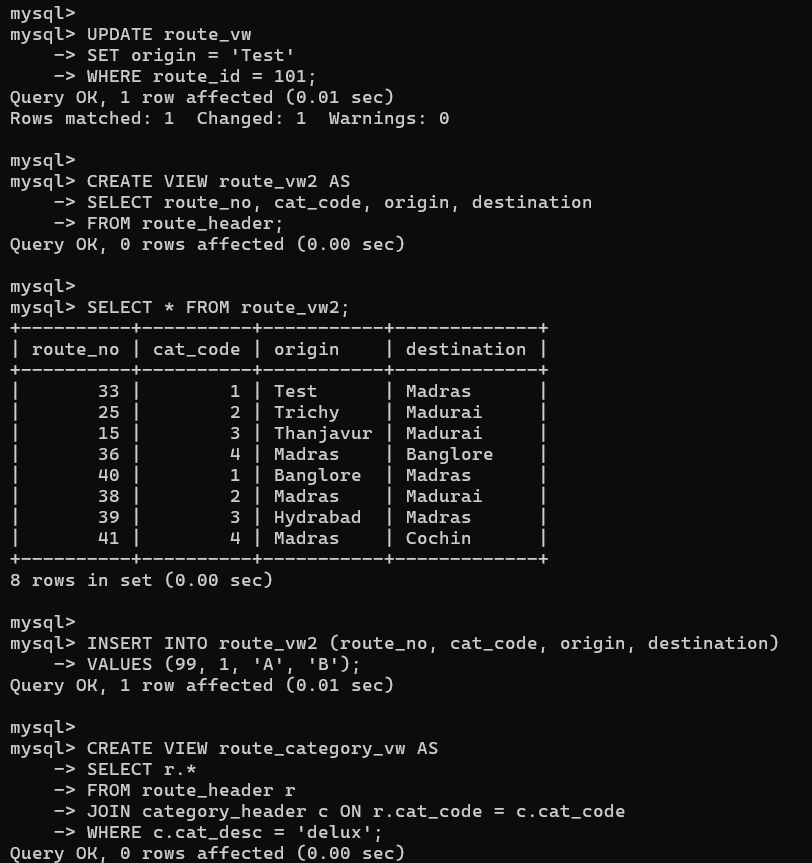 mysql>
mysql> UPDATE route_vw
    -> SET origin = 'Test'
    -> WHERE route_id = 101;
Query OK, 1 row affected (0.01 sec)
Rows matched: 1  Changed: 1  Warnings: 0

mysql>
mysql> CREATE VIEW route_vw2 AS
    -> SELECT route_no, cat_code, origin, destination
    -> FROM route_header;
Query OK, 0 rows affected (0.00 sec)

mysql>
mysql> SELECT * FROM route_vw2;
+----------+----------+-----------+-------------+
| route_no | cat_code | origin    | destination |
+----------+----------+-----------+-------------+
|       33 |        1 | Test      | Madras      |
|       25 |        2 | Trichy    | Madurai     |
|       15 |        3 | Thanjavur | Madurai     |
|       36 |        4 | Madras    | Banglore    |
|       40 |        1 | Banglore  | Madras      |
|       38 |        2 | Madras    | Madurai     |
|       39 |        3 | Hydrabad  | Madras      |
|       41 |        4 | Madras    | Cochin      |
+----------+----------+-----------+-------------+
8 rows in set (0.00 sec)

mysql>
mysql> INSERT INTO route_vw2 (route_no, cat_code, origin, destination)
    -> VALUES (99, 1, 'A', 'B');
Query OK, 1 row affected (0.01 sec)

mysql>
mysql> CREATE VIEW route_category_vw AS
    -> SELECT r.*
    -> FROM route_header r
    -> JOIN category_header c ON r.cat_code = c.cat_code
    -> WHERE c.cat_desc = 'delux';
Query OK, 0 rows affected (0.00 sec)